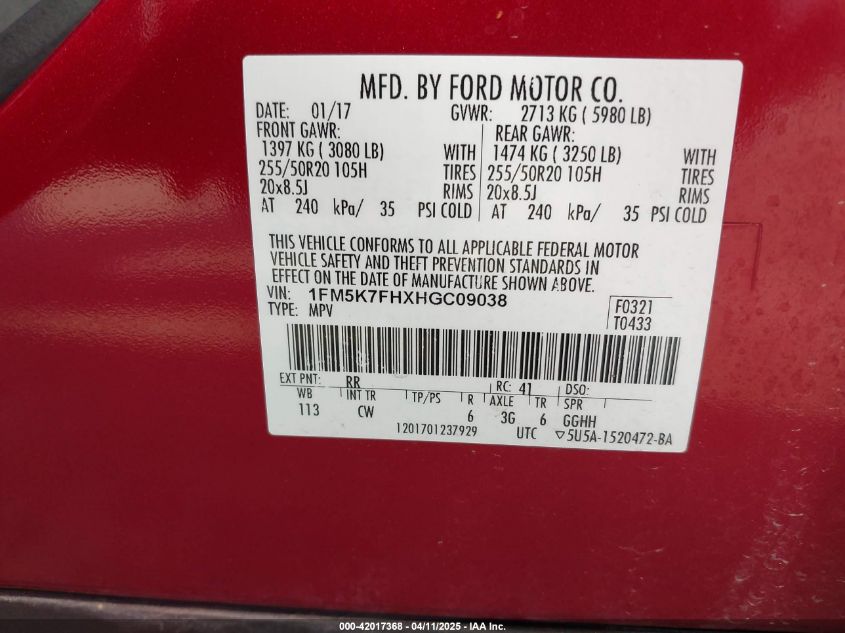 MFD. BY FORD MOTOR CO.
DATE: 01/17 GVWR: 2713 KG ( 5980 LB)
FRONT GAWR: REAR GAWR:
1397 KG ( 3080 LB) WITH 1474 KG ( 3250 LB) WITH
255/50R20 105H TIRES 255/50R20 105H TIRES
20x8.5J RIMS 20x8.5J RIMS
AT 240 kPa/ 35 PSI COLD AT 240 kPa/ 35 PSI COLD
THIS VEHICLE CONFORMS TO ALL APPLICABLE FEDERAL MOTOR
VEHICLE SAFETY AND THEFT PREVENTION STANDARDS IN
EFFECT ON THE DATE OF MANUFACTURE SHOWN ABOVE.
VIN: 1FM5K7FHXHGC09038 F0321
TYPE: MPV T0433
EXT PNT: RR RC: 41 DSO:
WB INT TR TP/PS R AXLE TR SPR
113 CW 6 3G 6 GGHH
1201701237929 UTC ▽5U5A-1520472-BA
000-42017368 - 04/11/2025 - IAA Inc.